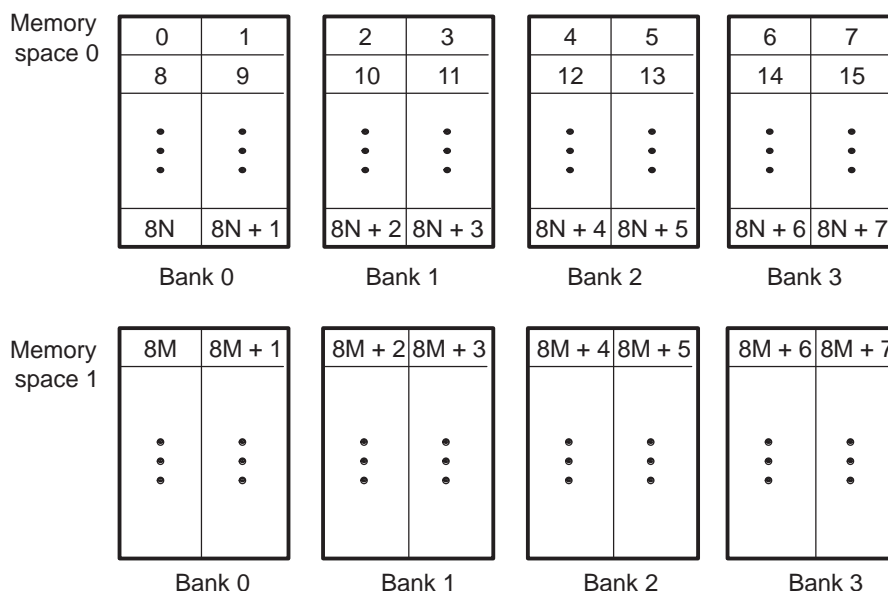 Memory space 0
0 1 2 3 4 5 6 7
8 9 10 11 12 13 14 15
8N 8N + 1 8N + 2 8N + 3 8N + 4 8N + 5 8N + 6 8N + 7
Bank 0 Bank 1 Bank 2 Bank 3
Memory space 1
8M 8M + 1 8M + 2 8M + 3 8M + 4 8M + 5 8M + 6 8M + 7
Bank 0 Bank 1 Bank 2 Bank 3